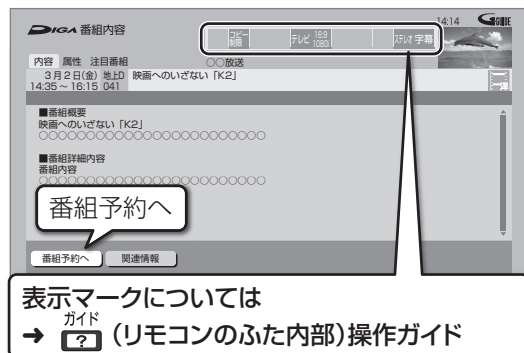 DIGA 番組内容
コピー制限
テレビ 16:9 1080i
ステレオ 字幕
14:14
G GUIDE
内容 属性 注目番組
○○放送
3月2日(金) 地上D 映画へのいざない「K2」
14:35～16:15 041
■番組概要
映画へのいざない「K2」
○○○○○○○○○○○○○○○○○○○○○○○
■番組詳細内容
番組内容
○○○○○○○○○○○○○○○○○○○○○○○
番組予約へ
番組予約へ 関連情報
表示マークについては
ガイド
→ ? (リモコンのふた内部)操作ガイド